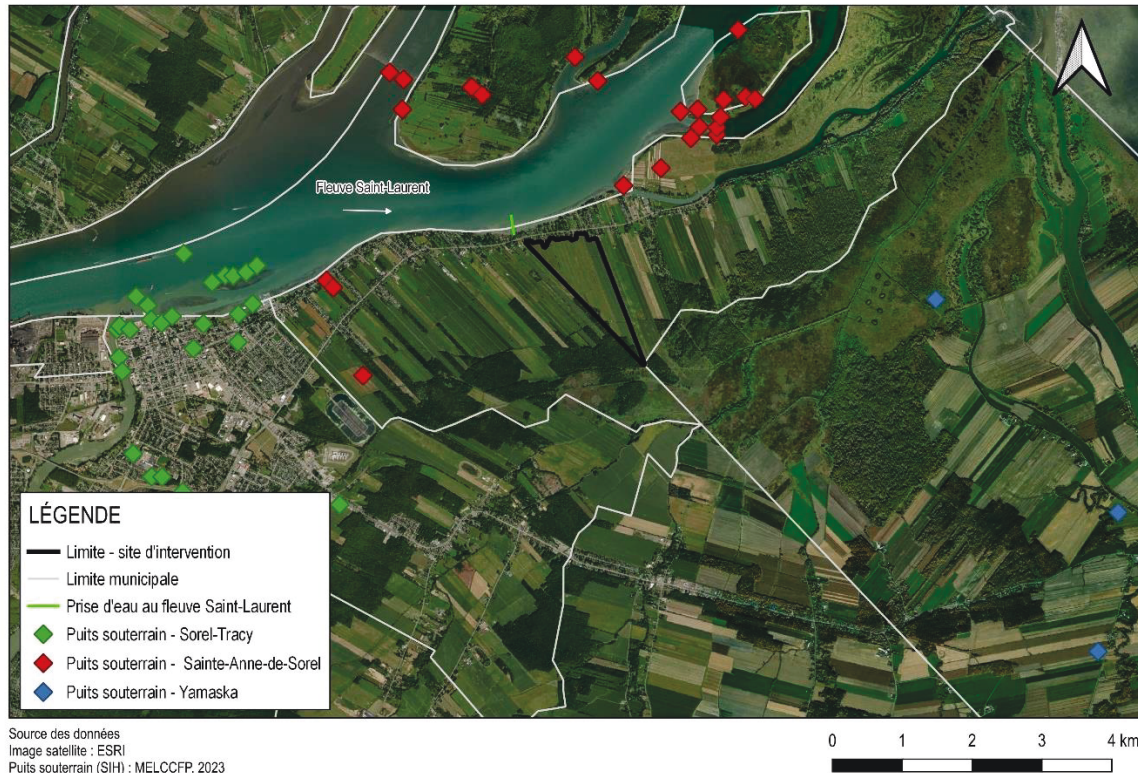 Fleuve Saint-Laurent
LÉGENDE
Limite - site d'intervention
Limite municipale
Prise d'eau au fleuve Saint-Laurent
Puits souterrain - Sorel-Tracy
Puits souterrain - Sainte-Anne-de-Sorel
Puits souterrain - Yamaska
Source des données
Image satellite : ESRI
Puits souterrain (SIH) : MELCCFP, 2023
0 1 2 3 4 km